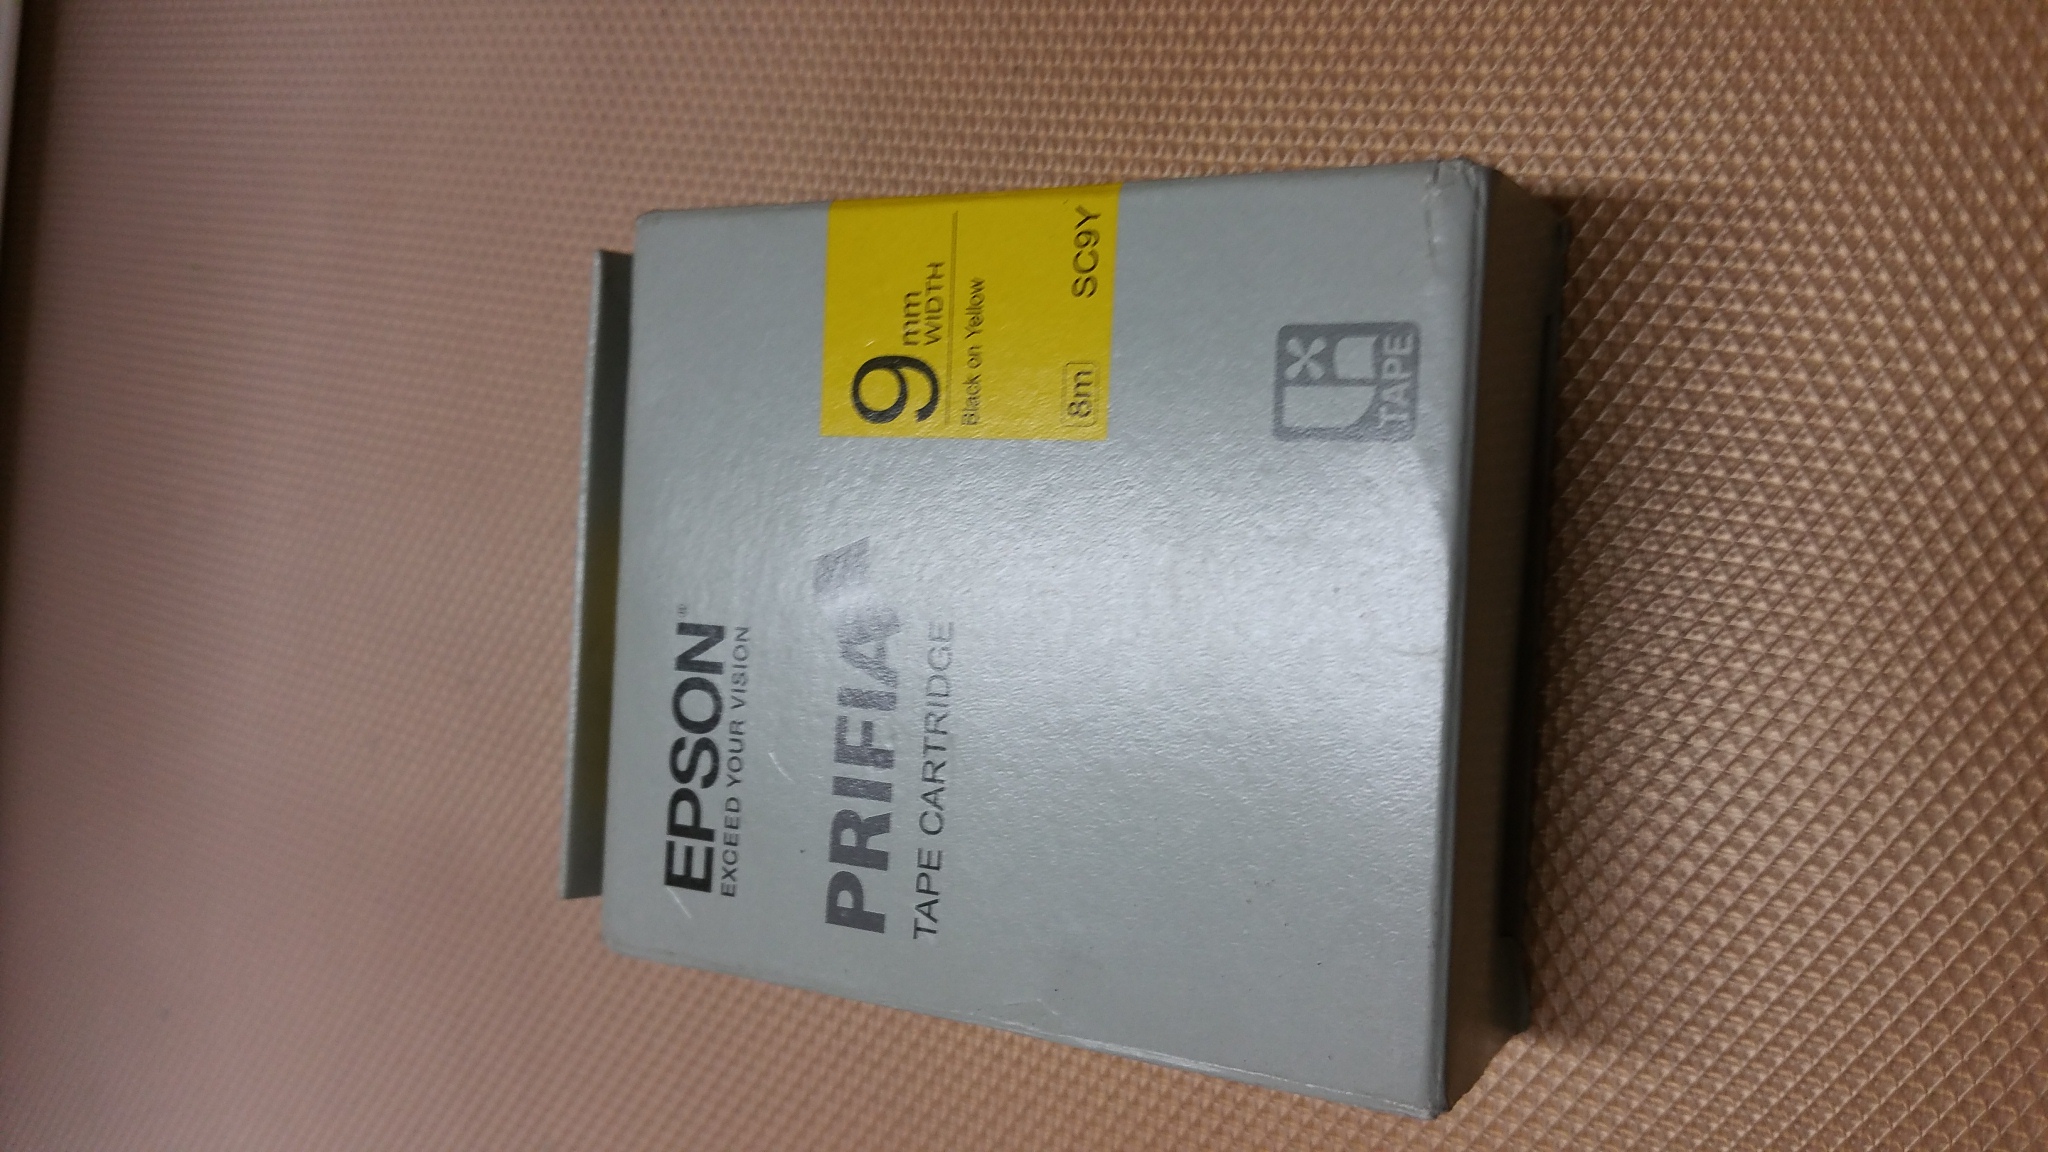 EPSON®
EXCEED YOUR VISION
PRIFIA
TAPE CARTRIDGE
9 mm
WIDTH
Black on Yellow
8m SC9Y
TAPE